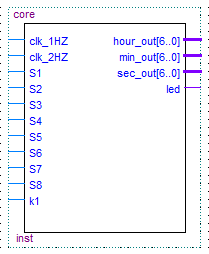 core
clk_1HZ hour_out[6..0]
clk_2HZ min_out[6..0]
S1 sec_out[6..0]
S2 led
S3
S4
S5
S6
S7
S8
k1
inst